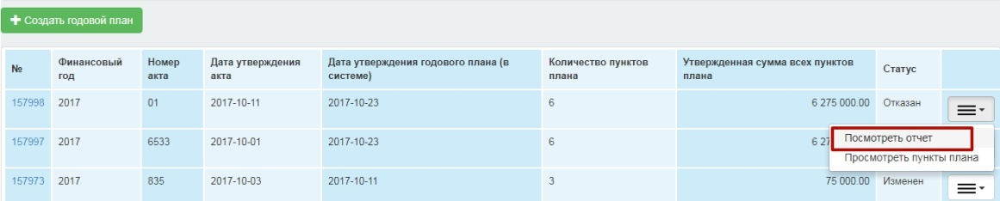 + Создать годовой план
№ Финансовый год Номер акта Дата утверждения акта Дата утверждения годового плана (в системе) Количество пунктов плана Утвержденная сумма всех пунктов плана Статус
157998 2017 01 2017-10-11 2017-10-23 6 6 275 000.00 Отказан
157997 2017 6533 2017-10-01 2017-10-23 6 6 27
Посмотреть отчет
Просмотреть пункты плана
157973 2017 835 2017-10-03 2017-10-11 3 75 000.00 Изменен